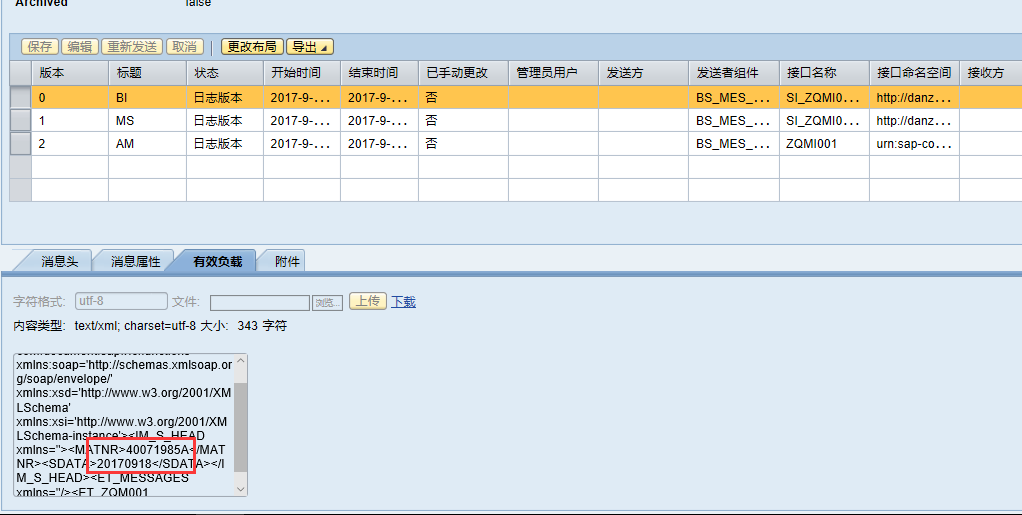 Archived false
保存 编辑 重新发送 取消 更改布局 导出
版本 标题 状态 开始时间 结束时间 已手动更改 管理员用户 发送方 发送者组件 接口名称 接口命名空间 接收方
0 BI 日志版本 2017-9-... 2017-9-... 否 BS_MES_... SI_ZQMI0... http://danz...
1 MS 日志版本 2017-9-... 2017-9-... 否 BS_MES_... SI_ZQMI0... http://danz...
2 AM 日志版本 2017-9-... 2017-9-... 否 BS_MES_... ZQMI001 urn:sap-co...
消息头 消息属性 有效负载 附件
字符格式: utf-8 文件: 浏览... 上传 下载
内容类型: text/xml; charset=utf-8 大小: 343 字符
xmlns:soap='http://schemas.xmlsoap.or
g/soap/envelope/'
xmlns:xsd='http://www.w3.org/2001/XM
LSchema'
xmlns:xsi='http://www.w3.org/2001/XM
LSchema-instance'><IM_S_HEAD
xmlns=''><MATNR>40071985A</MAT
NR><SDATA>20170918</SDATA></I
M_S_HEAD><ET_MESSAGES
xmlns=''/><ET_ZQM001